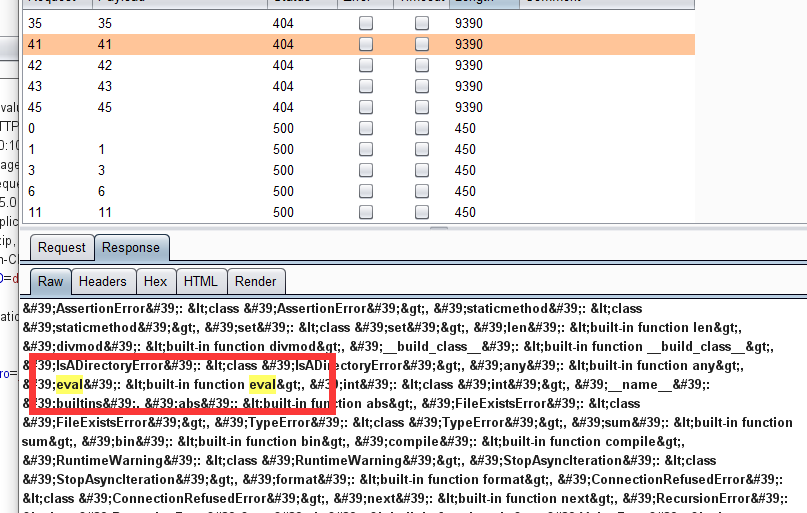 Request Payload Status Error Timeout Length Comment
35 35 404 9390
41 41 404 9390
42 42 404 9390
43 43 404 9390
45 45 404 9390
0 500 450
1 1 500 450
3 3 500 450
6 6 500 450
11 11 500 450
Request Response
Raw Headers Hex HTML Render
&#39;AssertionError&#39;: &lt;class &#39;AssertionError&#39;&gt;, &#39;staticmethod&#39;: &lt;class
&#39;staticmethod&#39;&gt;, &#39;set&#39;: &lt;class &#39;set&#39;&gt;, &#39;len&#39;: &lt;built-in function len&gt;,
&#39;divmod&#39;: &lt;built-in function divmod&gt;, &#39;__build_class__&#39;: &lt;built-in function __build_class__&gt;,
&#39;IsADirectoryError&#39;: &lt;class &#39;IsADirectoryError&#39;&gt;, &#39;any&#39;: &lt;built-in function any&gt;,
&#39;eval&#39;: &lt;built-in function eval&gt;, &#39;int&#39;: &lt;class &#39;int&#39;&gt;, &#39;__name__&#39;:
&#39;builtins&#39;, &#39;abs&#39;: &lt;built-in function abs&gt;, &#39;FileExistsError&#39;: &lt;class
&#39;FileExistsError&#39;&gt;, &#39;TypeError&#39;: &lt;class &#39;TypeError&#39;&gt;, &#39;sum&#39;: &lt;built-in function
sum&gt;, &#39;bin&#39;: &lt;built-in function bin&gt;, &#39;compile&#39;: &lt;built-in function compile&gt;,
&#39;RuntimeWarning&#39;: &lt;class &#39;RuntimeWarning&#39;&gt;, &#39;StopAsyncIteration&#39;: &lt;class
&#39;StopAsyncIteration&#39;&gt;, &#39;format&#39;: &lt;built-in function format&gt;, &#39;ConnectionRefusedError&#39;:
&lt;class &#39;ConnectionRefusedError&#39;&gt;, &#39;next&#39;: &lt;built-in function next&gt;, &#39;RecursionError&#39;: